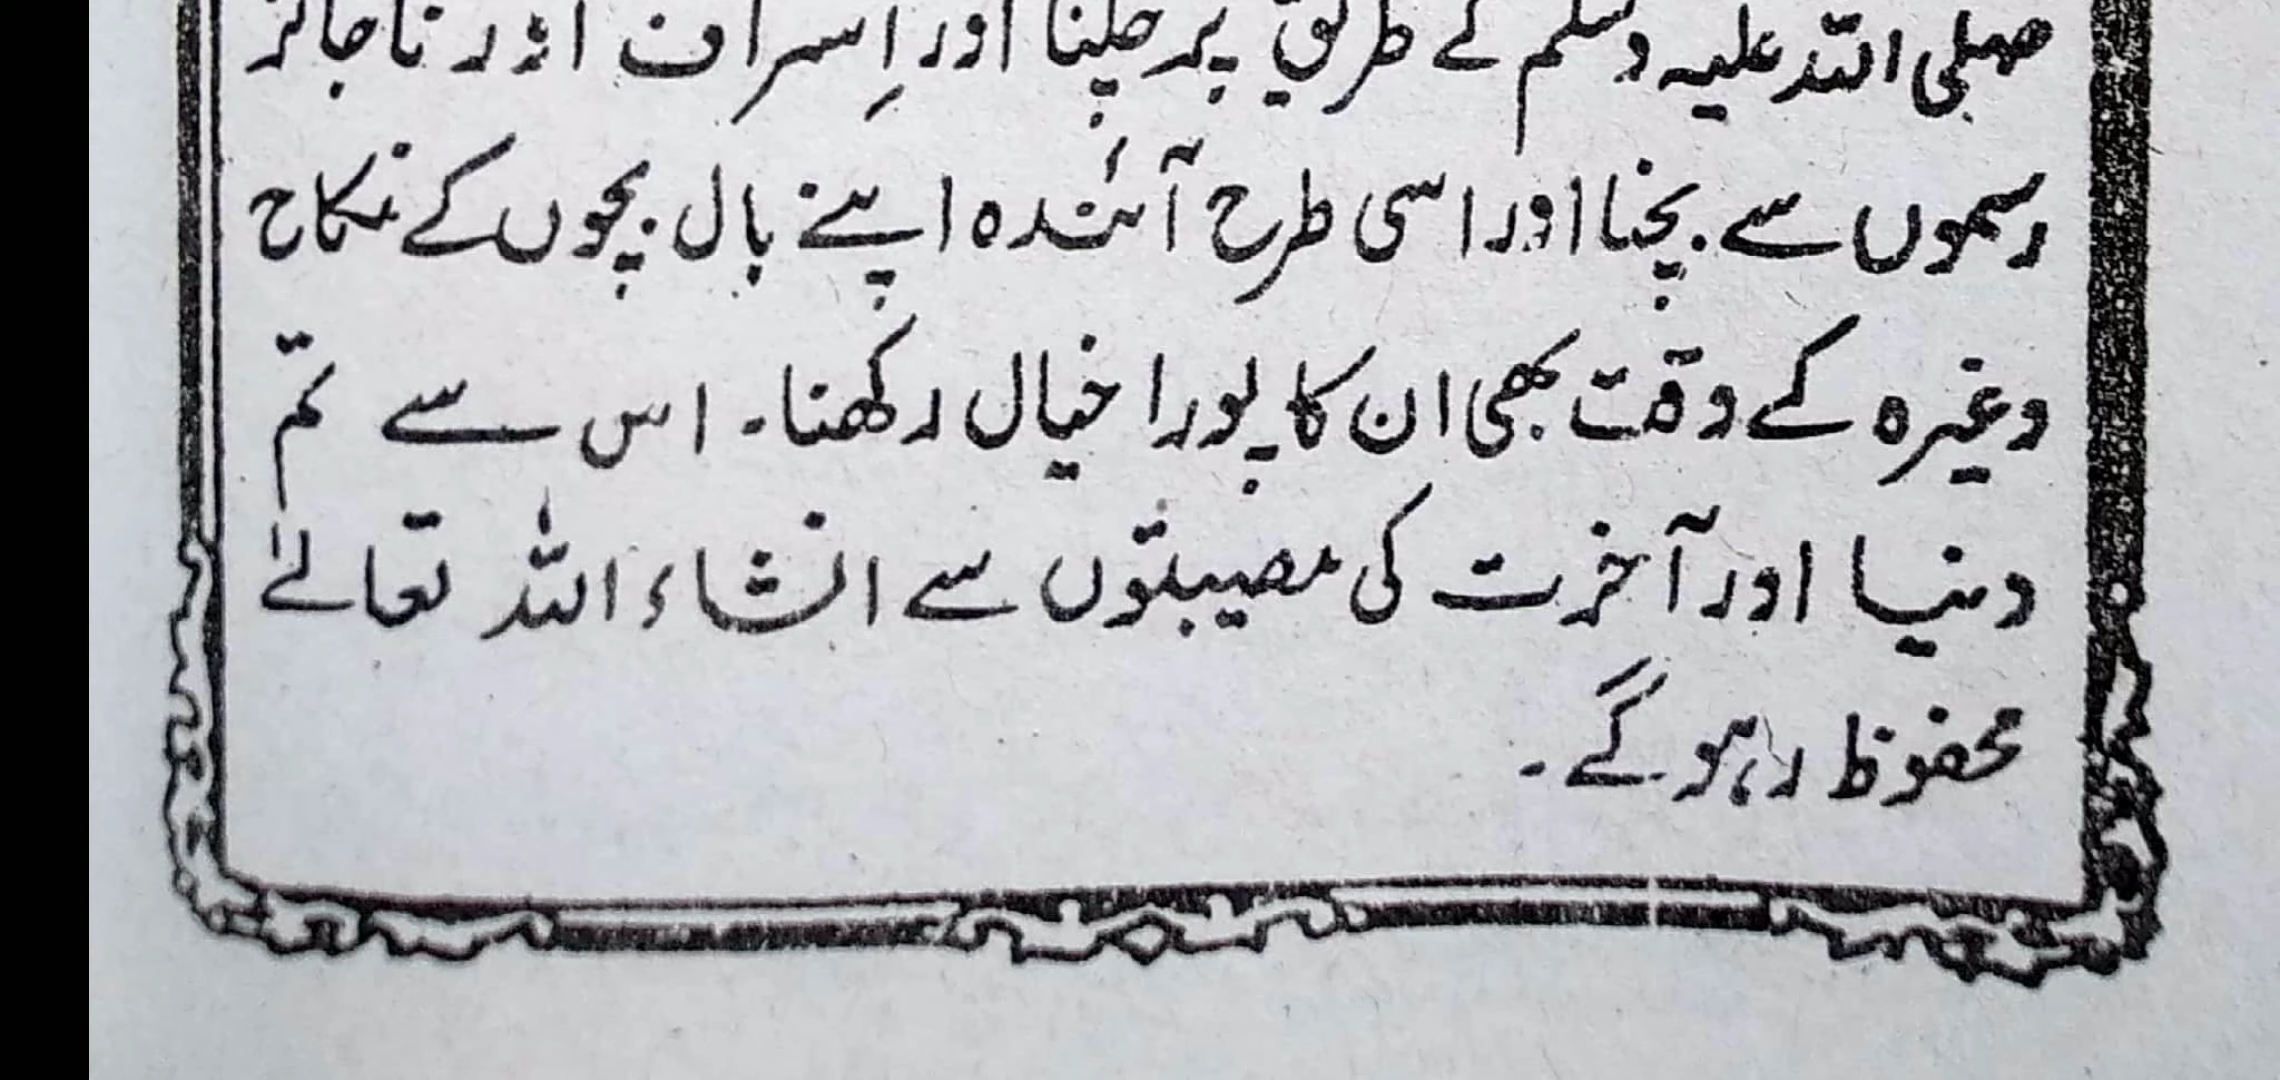 صلی اللہ علیہ وسلم کے طریق پر چلنا اور اِسراف اور ناجائز
رسموں سے بچنا اور اسی طرح آئندہ اپنے بال بچوں کے نکاح
وغیرہ کے وقت بھی ان کا پورا خیال رکھنا۔ اس سے تم
دنیا اور آخرت کی مصیبتوں سے انشاء اللہ تعالےٰ
محفوظ رہو گے۔